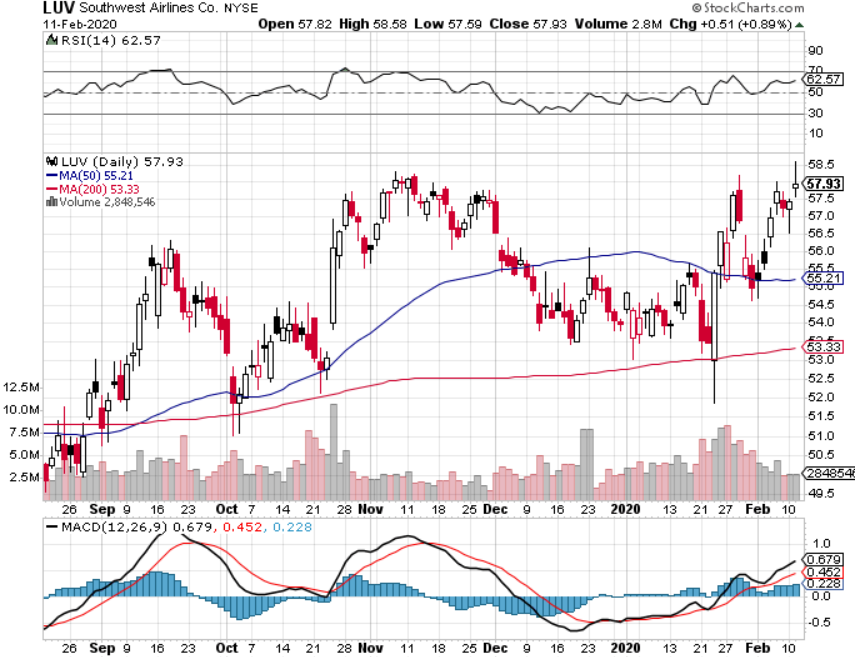 LUV Southwest Airlines Co. NYSE © StockCharts.com
11-Feb-2020 Open 57.82 High 58.58 Low 57.59 Close 57.93 Volume 2.8M Chg +0.51 (+0.89%)
RSI(14) 62.57
90
70
62.57
50
30
10
LUV (Daily) 57.93
MA(50) 55.21
MA(200) 53.33
Volume 2,848,546
58.5
57.93
57.5
57.0
56.5
56.0
55.5
55.21
55.0
54.5
54.0
53.5
53.33
53.0
52.5
52.0
51.5
51.0
50.5
2848546
49.5
12.5M
10.0M
7.5M
5.0M
2.5M
26 Sep 9 16 23 Oct 7 14 21 28 Nov 11 18 25 Dec 9 16 23 2020 13 21 27 Feb 10
MACD(12,26,9) 0.679, 0.452, 0.228
1.0
0.679
0.452
0.228
0.0
-0.5
26 Sep 9 16 23 Oct 7 14 21 28 Nov 11 18 25 Dec 9 16 23 2020 13 21 27 Feb 10